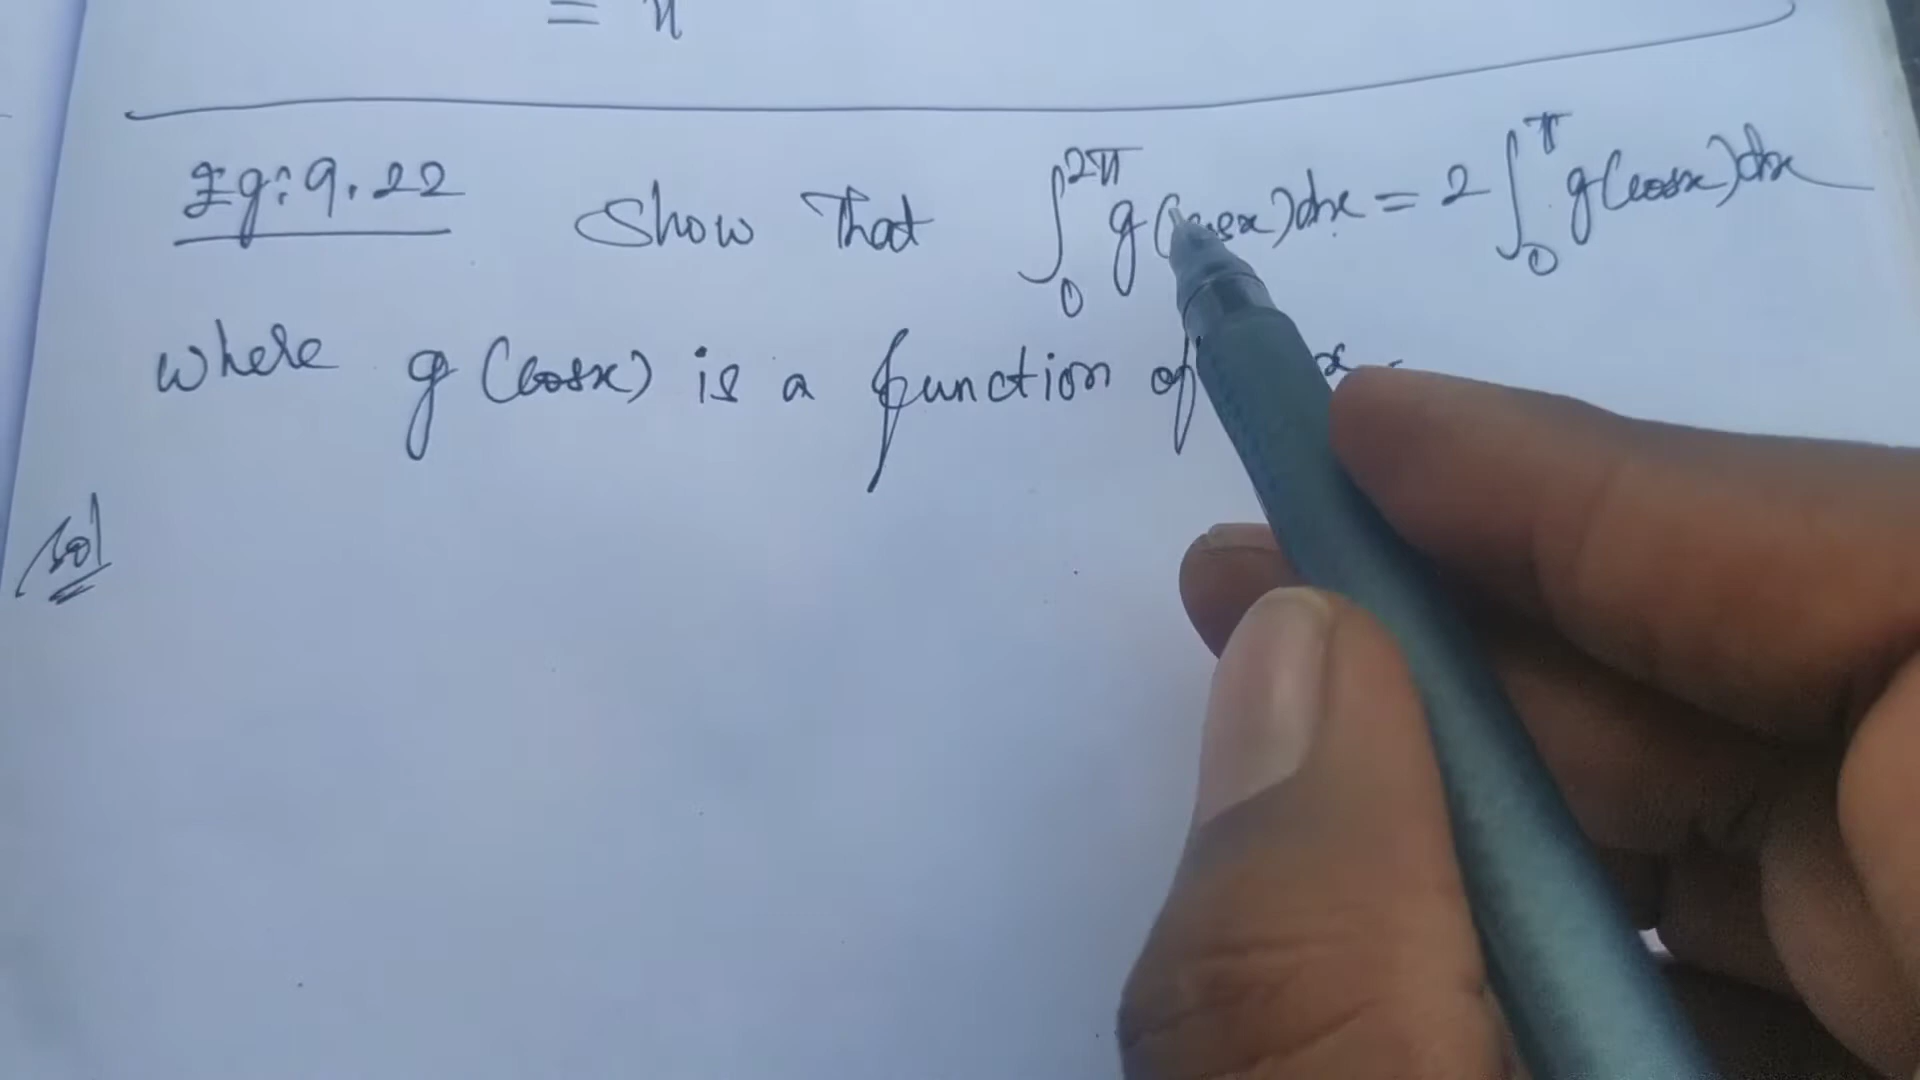 = π
Eg: 9.22 Show That ∫₀^2π g(cosx)dx = 2 ∫₀^π g(cosx)dx
where g(cosx) is a function of x.
Sol